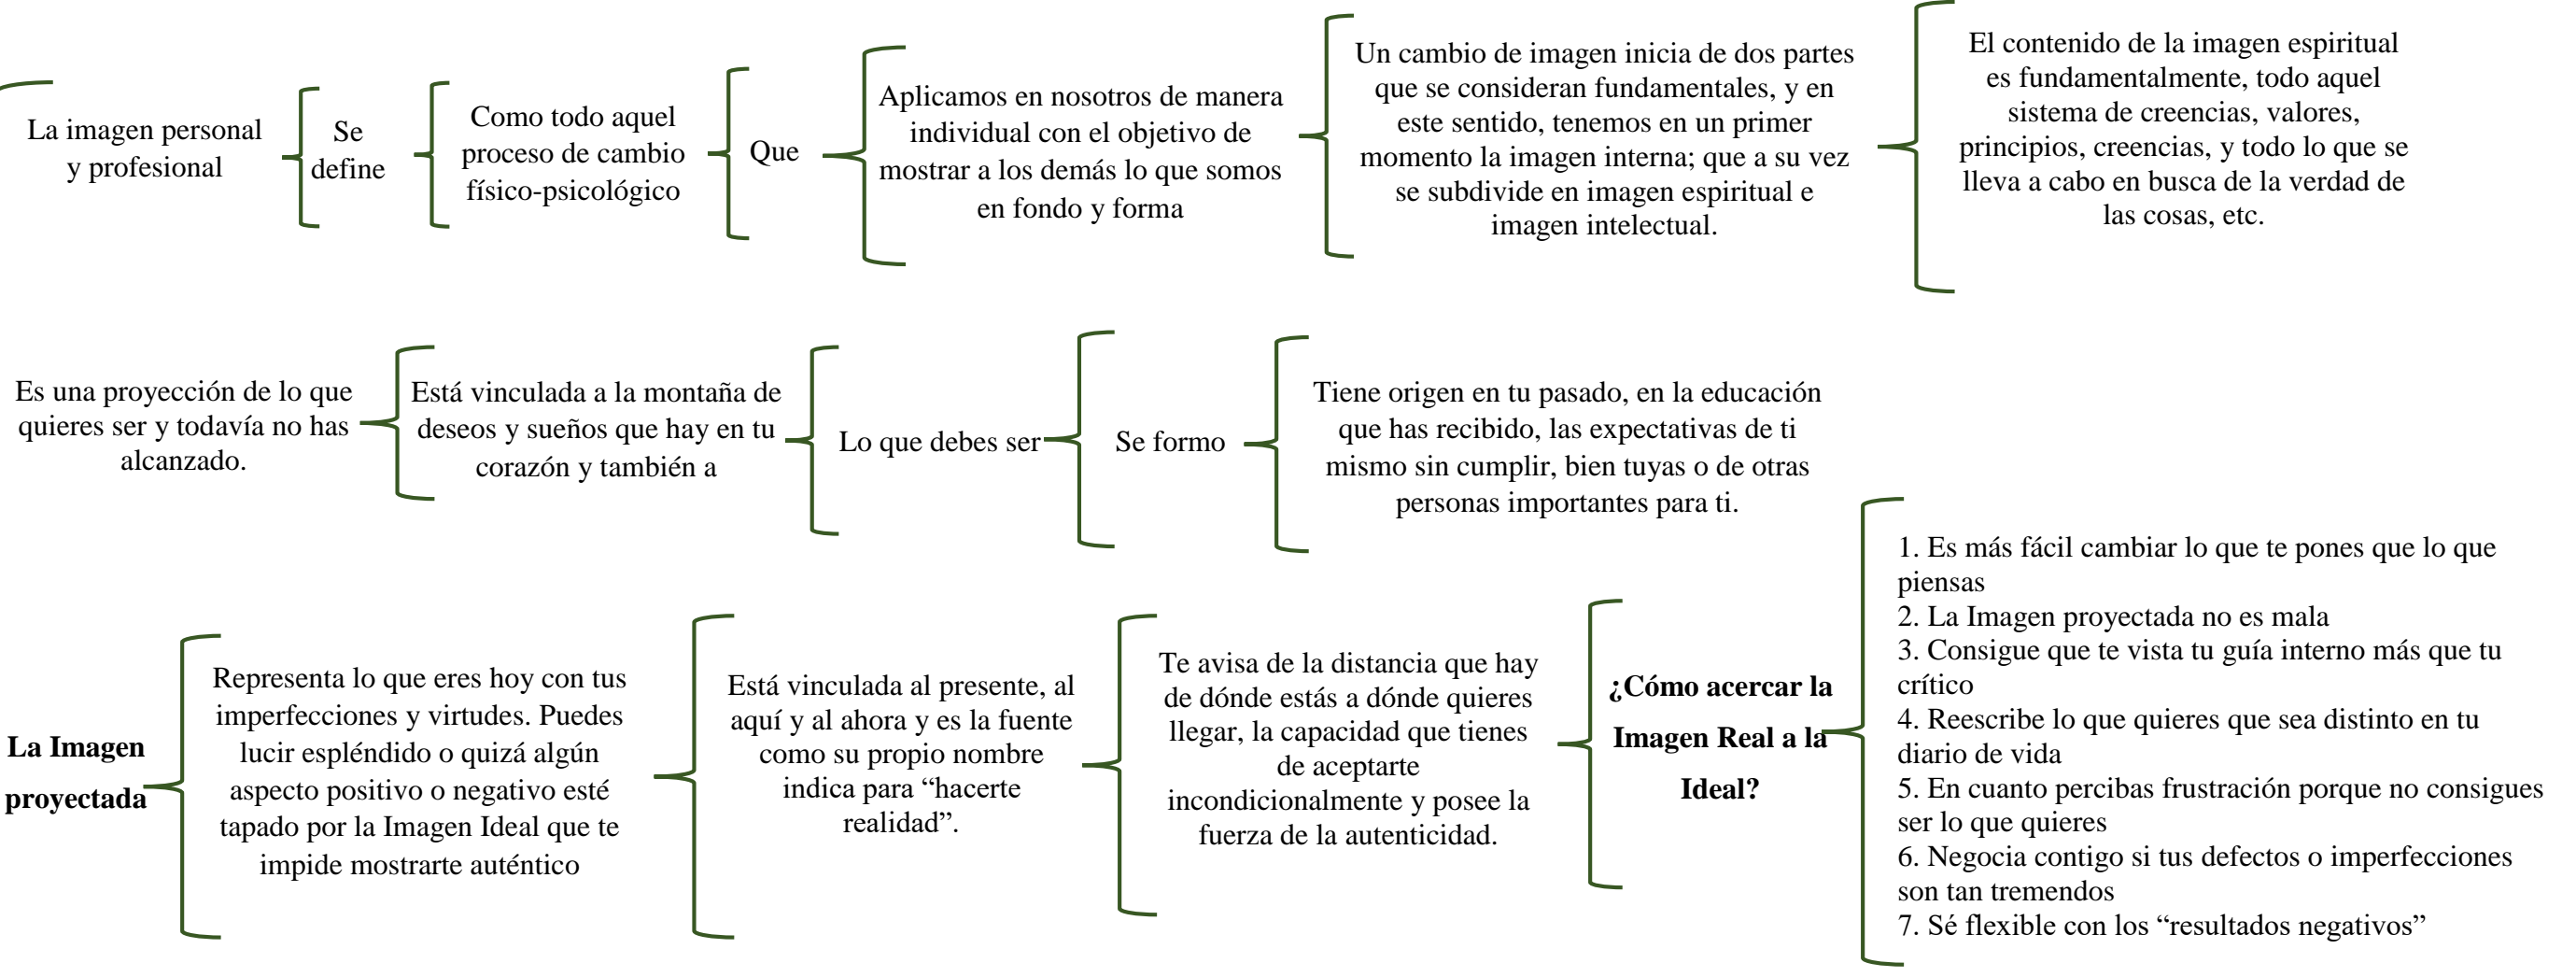 La imagen personal
y profesional
Se
define
Como todo aquel
proceso de cambio
físico-psicológico
Que
Aplicamos en nosotros de manera
individual con el objetivo de
mostrar a los demás lo que somos
en fondo y forma
Un cambio de imagen inicia de dos partes
que se consideran fundamentales, y en
este sentido, tenemos en un primer
momento la imagen interna; que a su vez
se subdivide en imagen espiritual e
imagen intelectual.
El contenido de la imagen espiritual
es fundamentalmente, todo aquel
sistema de creencias, valores,
principios, creencias, y todo lo que se
lleva a cabo en busca de la verdad de
las cosas, etc.
Es una proyección de lo que
quieres ser y todavía no has
alcanzado.
Está vinculada a la montaña de
deseos y sueños que hay en tu
corazón y también a
Lo que debes ser
Se formo
Tiene origen en tu pasado, en la educación
que has recibido, las expectativas de ti
mismo sin cumplir, bien tuyas o de otras
personas importantes para ti.
La Imagen
proyectada
Representa lo que eres hoy con tus
imperfecciones y virtudes. Puedes
lucir espléndido o quizá algún
aspecto positivo o negativo esté
tapado por la Imagen Ideal que te
impide mostrarte auténtico
Está vinculada al presente, al
aquí y al ahora y es la fuente
como su propio nombre
indica para “hacerte
realidad”.
Te avisa de la distancia que hay
de dónde estás a dónde quieres
llegar, la capacidad que tienes
de aceptarte
incondicionalmente y posee la
fuerza de la autenticidad.
¿Cómo acercar la
Imagen Real a la
Ideal?
1. Es más fácil cambiar lo que te pones que lo que
piensas
2. La Imagen proyectada no es mala
3. Consigue que te vista tu guía interno más que tu
crítico
4. Reescribe lo que quieres que sea distinto en tu
diario de vida
5. En cuanto percibas frustración porque no consigues
ser lo que quieres
6. Negocia contigo si tus defectos o imperfecciones
son tan tremendos
7. Sé flexible con los “resultados negativos”